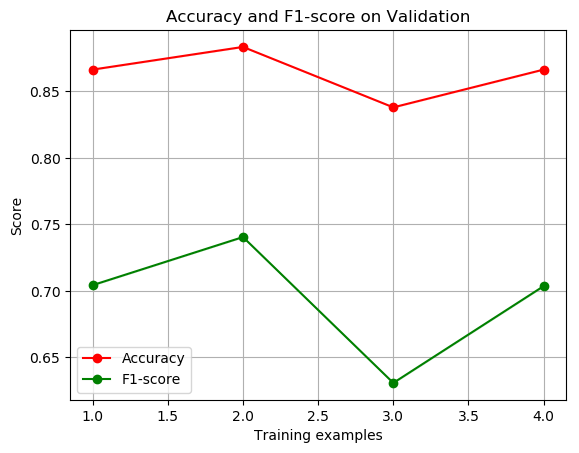 Accuracy and F1-score on Validation
0.85
0.80
0.75
0.70
0.65
Score
Accuracy
F1-score
1.0 1.5 2.0 2.5 3.0 3.5 4.0
Training examples